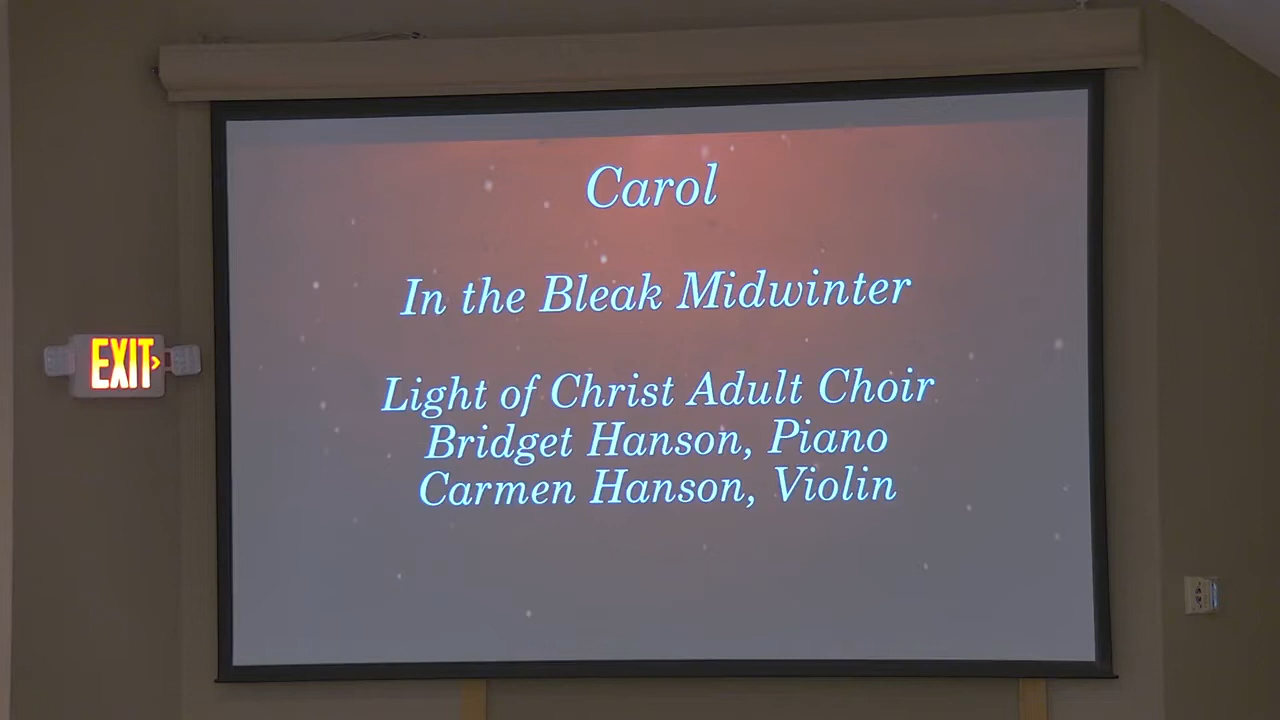 Carol
In the Bleak Midwinter
Light of Christ Adult Choir
Bridget Hanson, Piano
Carmen Hanson, Violin
EXIT